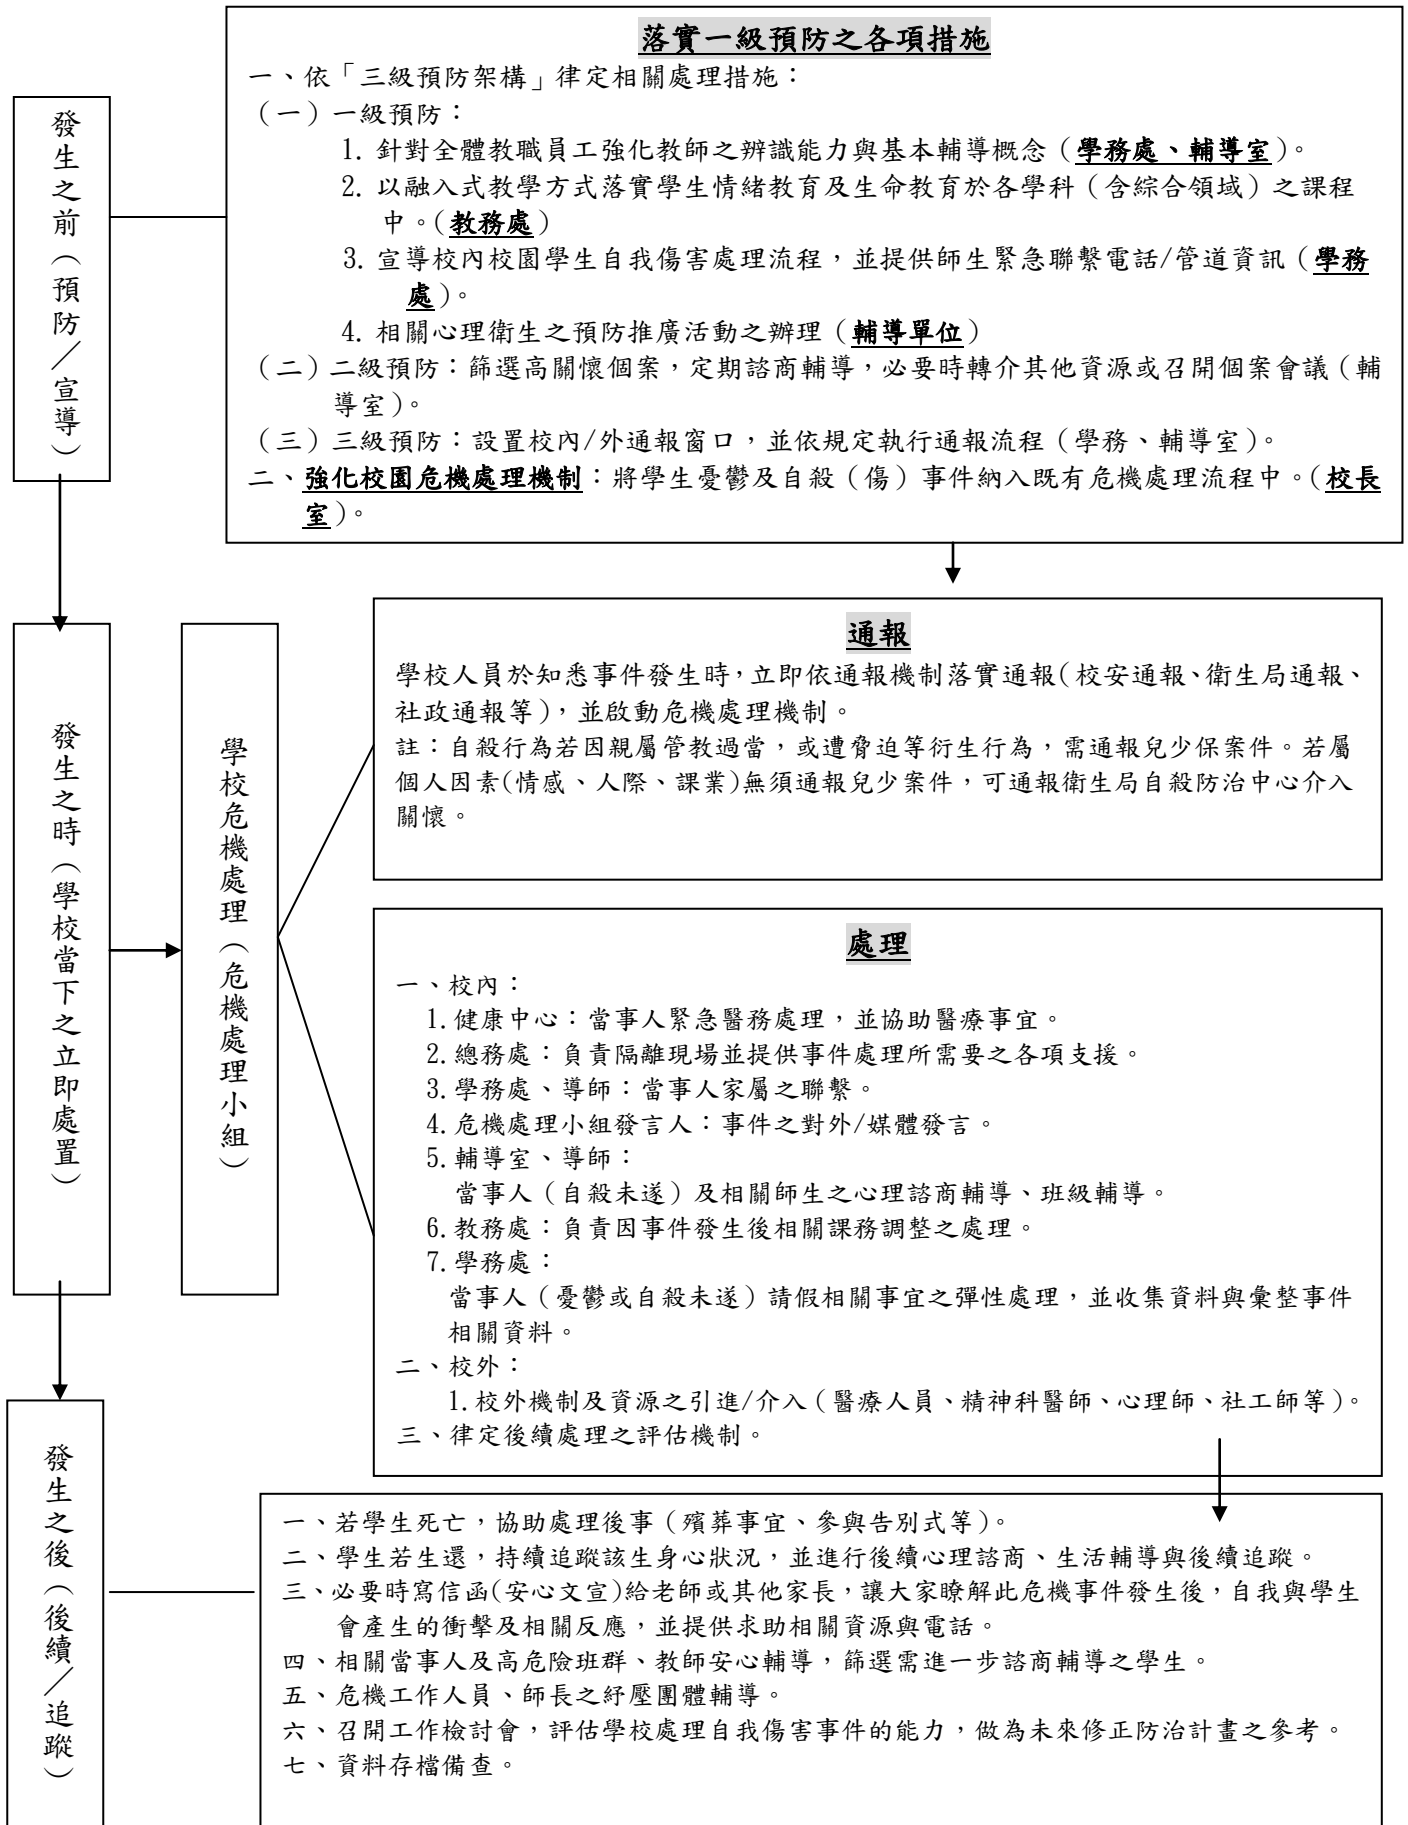 落實一級預防之各項措施
一、依「三級預防架構」律定相關處理措施：
（一）一級預防：
1. 針對全體教職員工強化教師之辨識能力與基本輔導概念（學務處、輔導室）。
2. 以融入式教學方式落實學生情緒教育及生命教育於各學科（含綜合領域）之課程
中。（教務處）
3. 宣導校內校園學生自我傷害處理流程，並提供師生緊急聯繫電話/管道資訊（學務
處）。
4. 相關心理衛生之預防推廣活動之辦理（輔導單位）
（二）二級預防：篩選高關懷個案，定期諮商輔導，必要時轉介其他資源或召開個案會議（輔
導室）。
（三）三級預防：設置校內/外通報窗口，並依規定執行通報流程（學務、輔導室）。
二、強化校園危機處理機制：將學生憂鬱及自殺（傷）事件納入既有危機處理流程中。（校長
室）。
發生之前（預防／宣導）
發生之時（學校當下之立即處置）
學校危機處理（危機處理小組）
通報
學校人員於知悉事件發生時，立即依通報機制落實通報（校安通報、衛生局通報、
社政通報等），並啟動危機處理機制。
註：自殺行為若因親屬管教過當，或遭脅迫等衍生行為，需通報兒少保案件。若屬
個人因素(情感、人際、課業)無須通報兒少案件，可通報衛生局自殺防治中心介入
關懷。
處理
一、校內：
1.健康中心：當事人緊急醫務處理，並協助醫療事宜。
2.總務處：負責隔離現場並提供事件處理所需要之各項支援。
3.學務處、導師：當事人家屬之聯繫。
4.危機處理小組發言人：事件之對外/媒體發言。
5.輔導室、導師：
當事人（自殺未遂）及相關師生之心理諮商輔導、班級輔導。
6.教務處：負責因事件發生後相關課務調整之處理。
7.學務處：
當事人（憂鬱或自殺未遂）請假相關事宜之彈性處理，並收集資料與彙整事件
相關資料。
二、校外：
1.校外機制及資源之引進/介入（醫療人員、精神科醫師、心理師、社工師等）。
三、律定後續處理之評估機制。
發生之後（後續／追蹤）
一、若學生死亡，協助處理後事（殯葬事宜、參與告別式等）。
二、學生若生還，持續追蹤該生身心狀況，並進行後續心理諮商、生活輔導與後續追蹤。
三、必要時寫信函(安心文宣)給老師或其他家長，讓大家瞭解此危機事件發生後，自我與學生
會產生的衝擊及相關反應，並提供求助相關資源與電話。
四、相關當事人及高危險班群、教師安心輔導，篩選需進一步諮商輔導之學生。
五、危機工作人員、師長之紓壓團體輔導。
六、召開工作檢討會，評估學校處理自我傷害事件的能力，做為未來修正防治計畫之參考。
七、資料存檔備查。